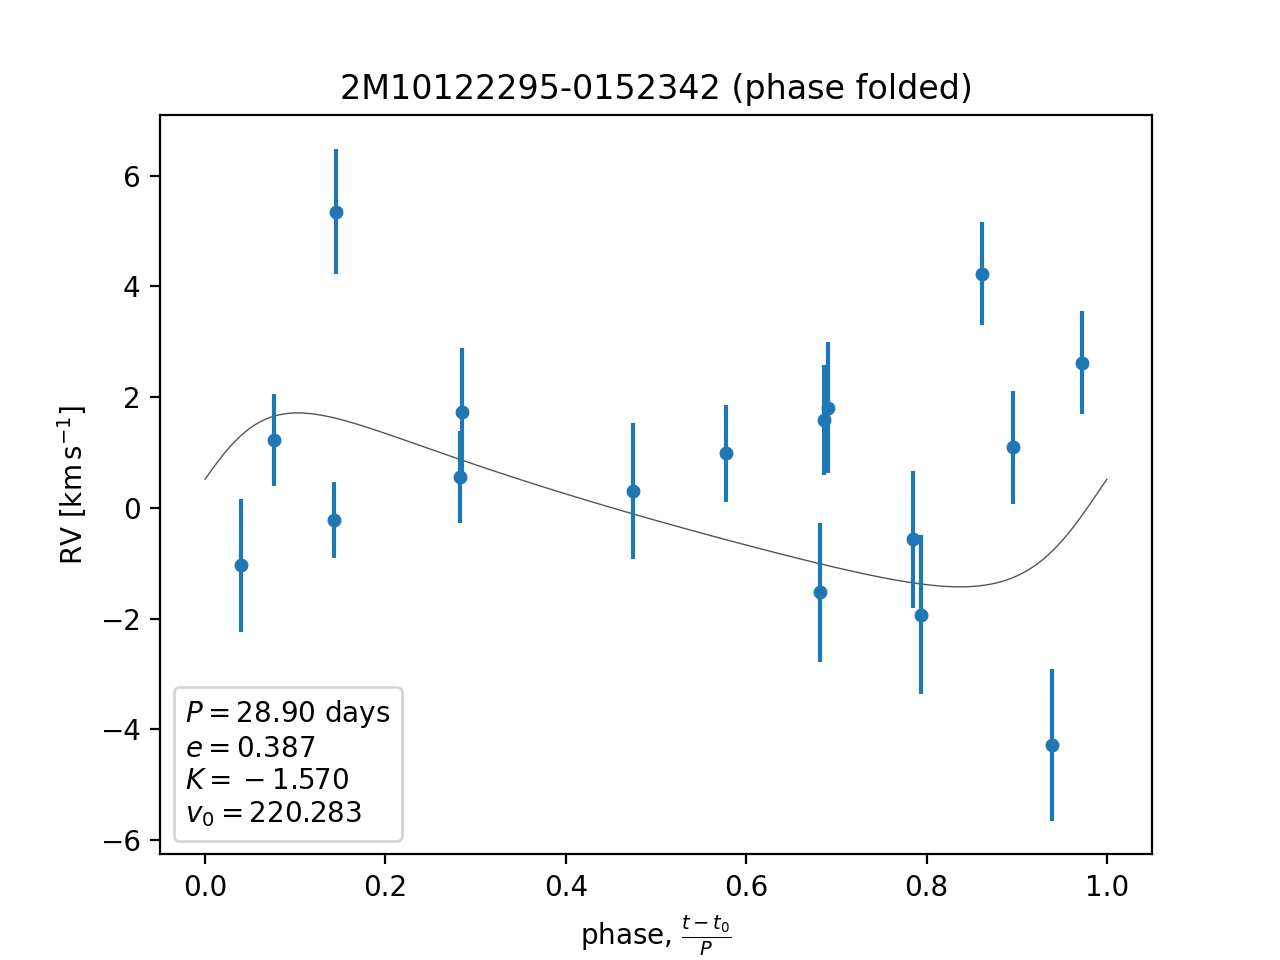 2M10122295-0152342 (phase folded)
RV [km s⁻¹]
6
4
2
0
−2
−4
−6
P = 28.90 days
e = 0.387
K = −1.570
v₀ = 220.283
0.0 0.2 0.4 0.6 0.8 1.0
phase, (t − t₀)/P